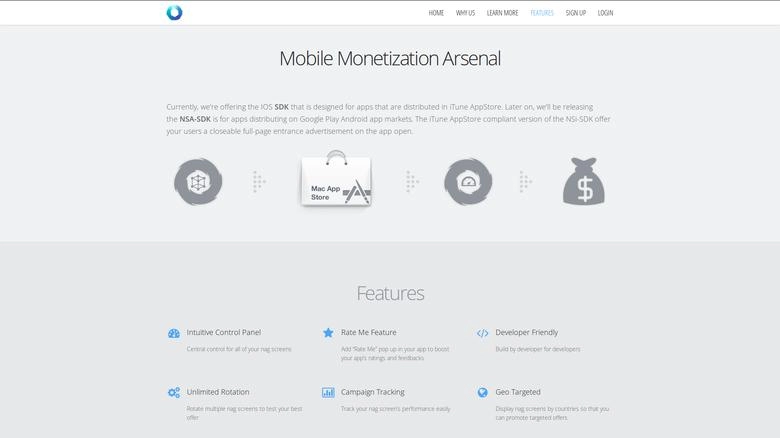 HOME WHY US LEARN MORE FEATURES SIGN UP LOGIN
Mobile Monetization Arsenal
Currently, we're offering the IOS SDK that is designed for apps that are distributed in iTune AppStore. Later on, we'll be releasing
the NSA-SDK is for apps distributing on Google Play Android app markets. The iTune AppStore compliant version of the NSI-SDK offer
your users a closeable full-page entrance advertisement on the app open.
Mac App
Store
$
Features
Intuitive Control Panel
Central control for all of your nag screens
Rate Me Feature
Add "Rate Me" pop up in your app to boost
your app's ratings and feedbacks
Developer Friendly
Build by developer for developers
Unlimited Rotation
Rotate multiple nag screens to test your best
offer
Campaign Tracking
Track your nag screen's performance easily
Geo Targeted
Display nag screens by countries so that you
can promote targeted offers